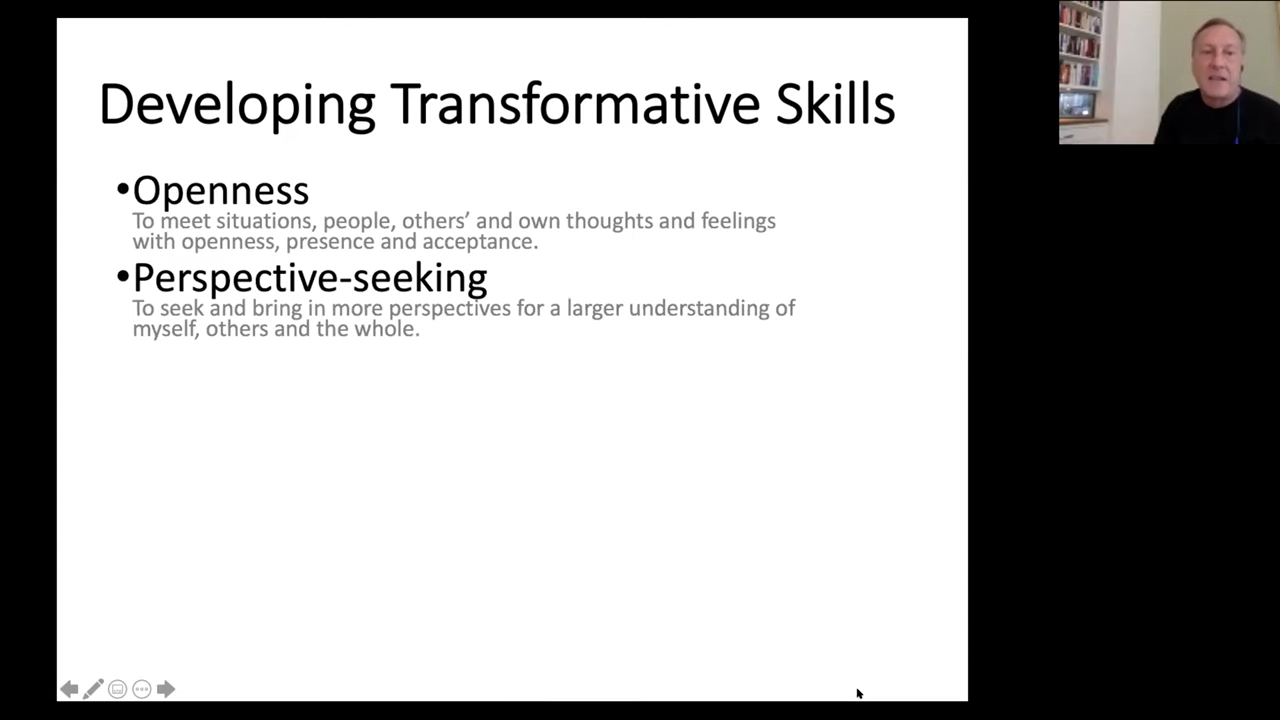 Developing Transformative Skills
•Openness
To meet situations, people, others’ and own thoughts and feelings
with openness, presence and acceptance.
•Perspective-seeking
To seek and bring in more perspectives for a larger understanding of
myself, others and the whole.